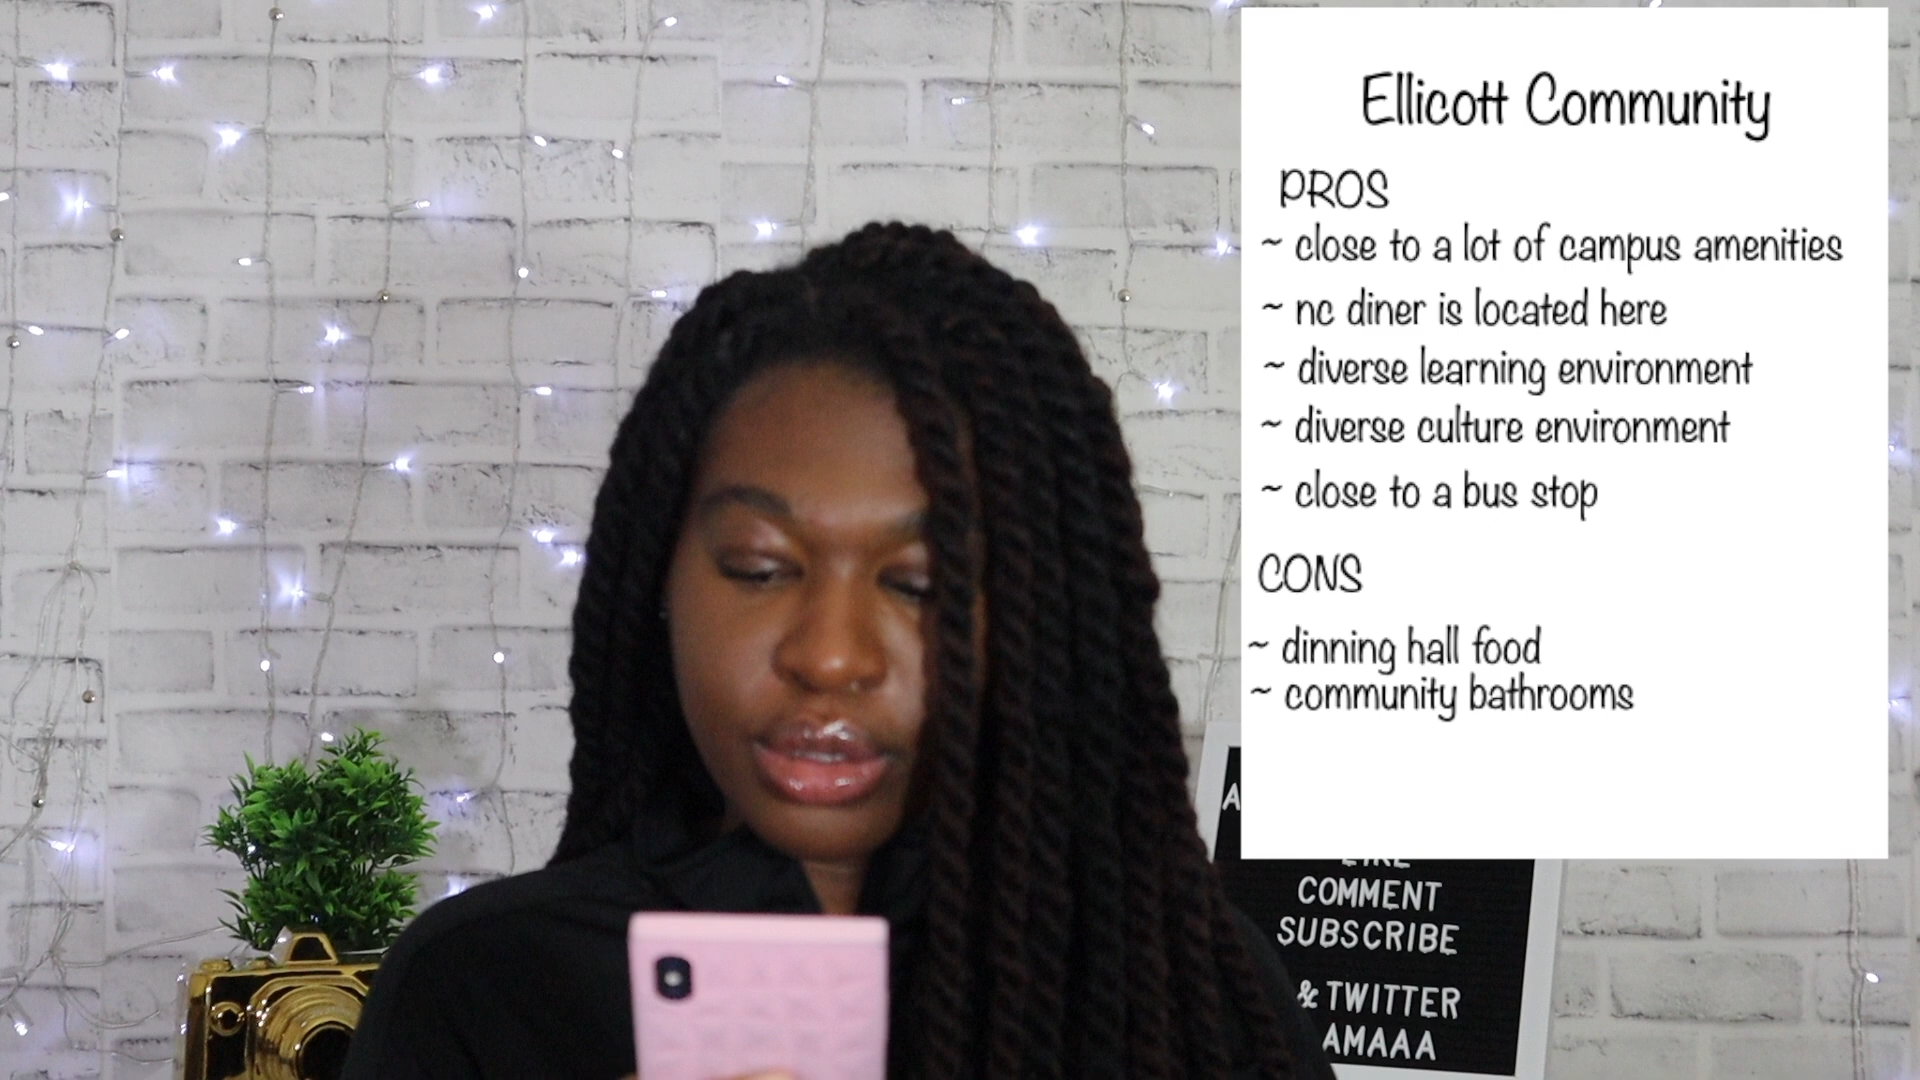 Ellicott Community
PROS
~ close to a lot of campus amenities
~ nc diner is located here
~ diverse learning environment
~ diverse culture environment
~ close to a bus stop
CONS
~ dinning hall food
~ community bathrooms
LIKE
COMMENT
SUBSCRIBE
& TWITTER
AMAAA